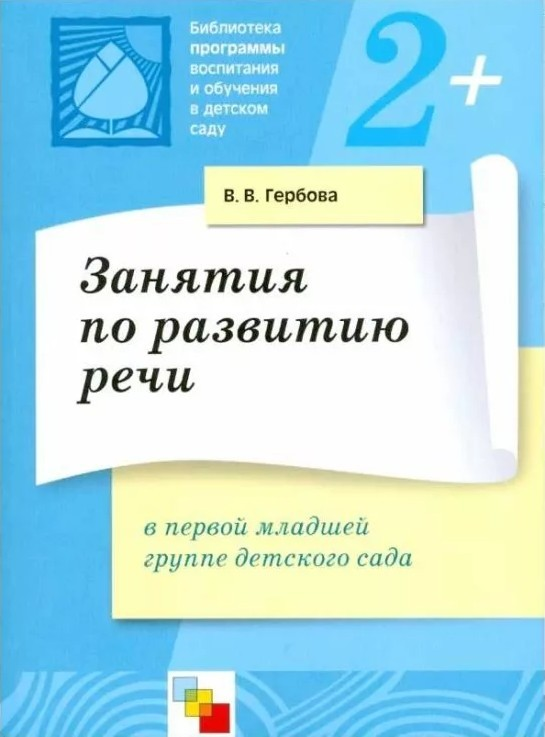 Библиотека
программы
воспитания
и обучения
в детском
саду
2+
В. В. Гербова
Занятия
по развитию
речи
в первой младшей
группе детского сада